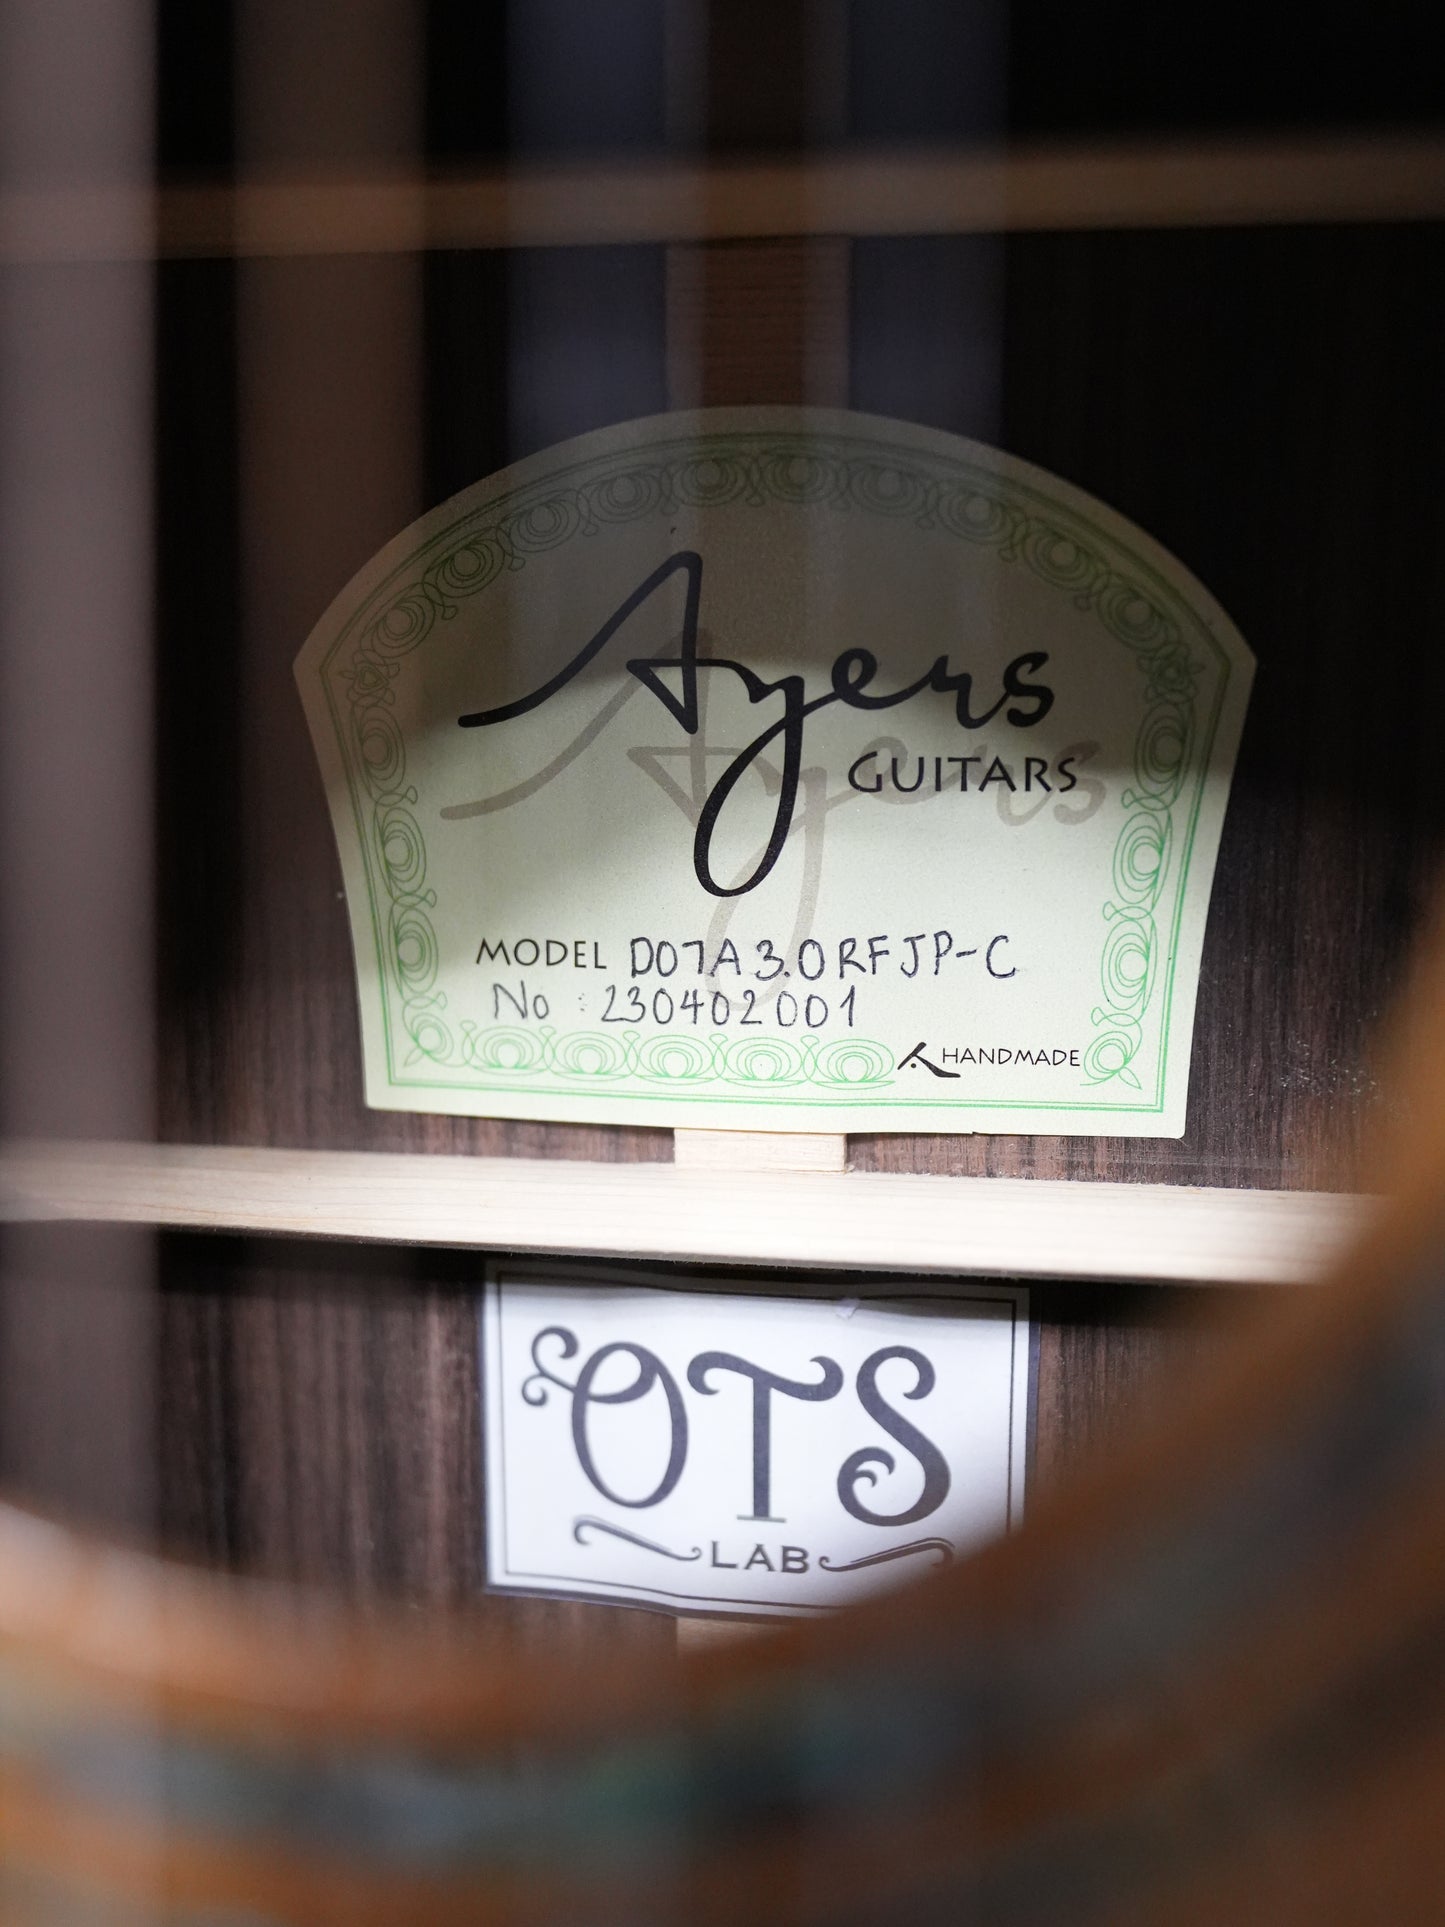 Ayers
GUITARS
MODEL D07A3.0RFJP-C
No : 230402001
HANDMADE
OTS
LAB